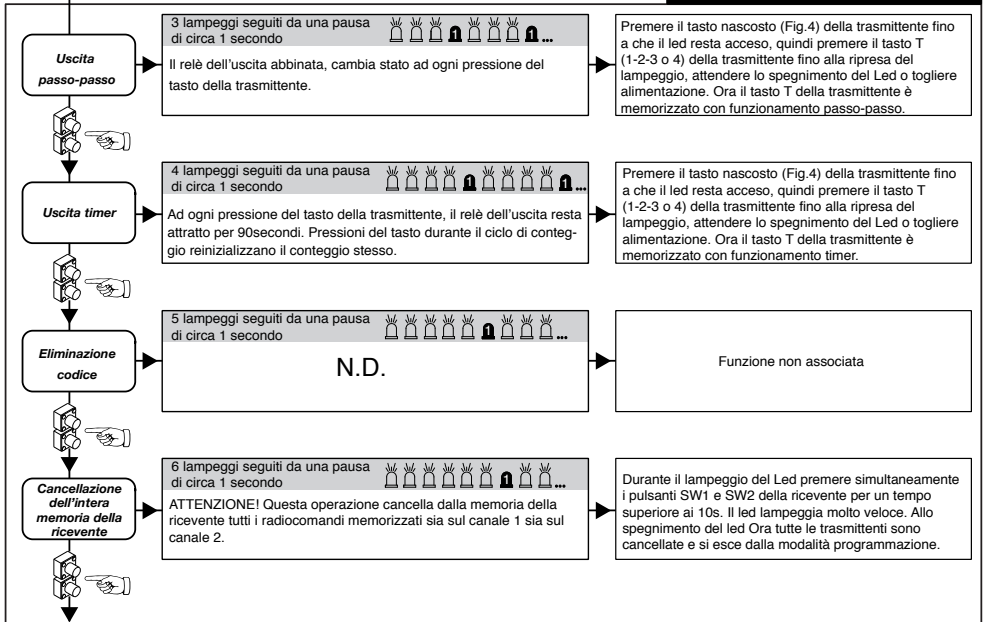 Uscita
passo-passo
3 lampeggi seguiti da una pausa
di circa 1 secondo
1 1...
Il relè dell'uscita abbinata, cambia stato ad ogni pressione del
tasto della trasmittente.
Premere il tasto nascosto (Fig.4) della trasmittente fino
a che il led resta acceso, quindi premere il tasto T
(1-2-3 o 4) della trasmittente fino alla ripresa del
lampeggio, attendere lo spegnimento del Led o togliere
alimentazione. Ora il tasto T della trasmittente è
memorizzato con funzionamento passo-passo.
Uscita timer
4 lampeggi seguiti da una pausa
di circa 1 secondo
1 1...
Ad ogni pressione del tasto della trasmittente, il relè dell'uscita resta
attratto per 90secondi. Pressioni del tasto durante il ciclo di conteg-
gio reinizializzano il conteggio stesso.
Premere il tasto nascosto (Fig.4) della trasmittente fino
a che il led resta acceso, quindi premere il tasto T
(1-2-3 o 4) della trasmittente fino alla ripresa del
lampeggio, attendere lo spegnimento del Led o togliere
alimentazione. Ora il tasto T della trasmittente è
memorizzato con funzionamento timer.
Eliminazione
codice
5 lampeggi seguiti da una pausa
di circa 1 secondo
1 ...
N.D.
Funzione non associata
Cancellazione
dell'intera
memoria della
ricevente
6 lampeggi seguiti da una pausa
di circa 1 secondo
1 ...
ATTENZIONE! Questa operazione cancella dalla memoria della
ricevente tutti i radiocomandi memorizzati sia sul canale 1 sia sul
canale 2.
Durante il lampeggio del Led premere simultaneamente
i pulsanti SW1 e SW2 della ricevente per un tempo
superiore ai 10s. Il led lampeggia molto veloce. Allo
spegnimento del led Ora tutte le trasmittenti sono
cancellate e si esce dalla modalità programmazione.